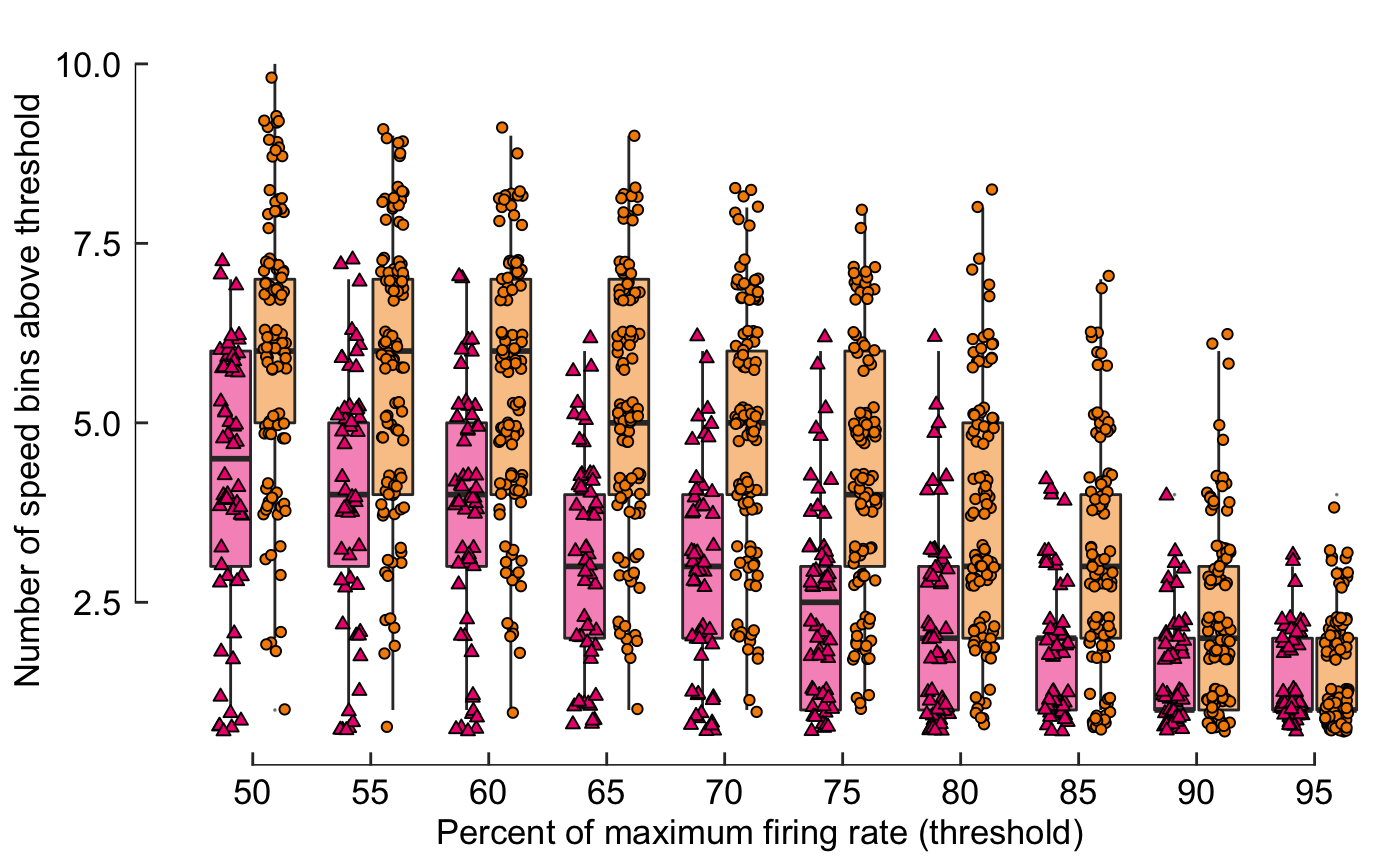 Number of speed bins above threshold
10.0
7.5
5.0
2.5
50 55 60 65 70 75 80 85 90 95
Percent of maximum firing rate (threshold)